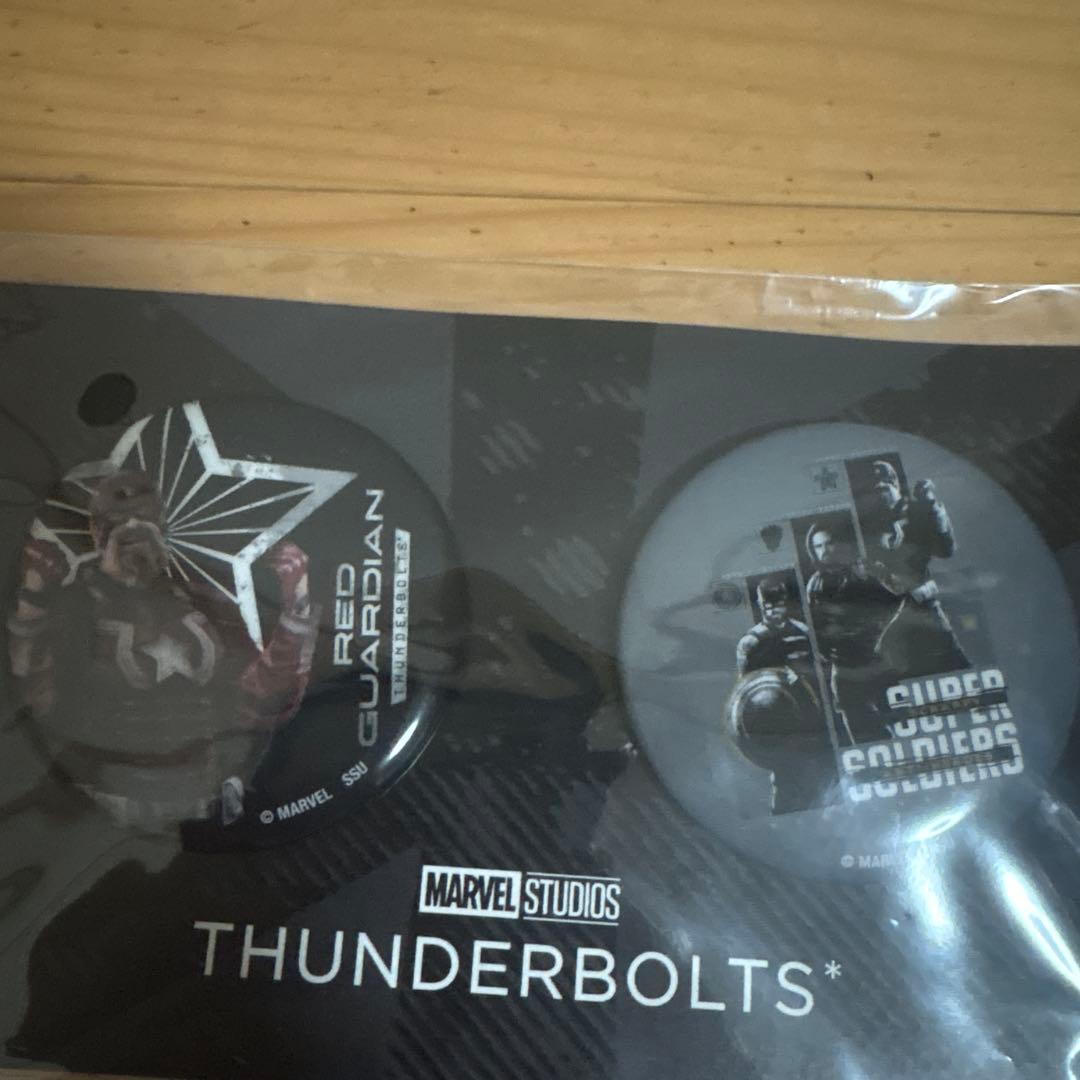 RED
GUARDIAN
THUNDERBOLTS*
© MARVEL SSU
SUPER
SOLDIERS
MARVEL STUDIOS
THUNDERBOLTS*